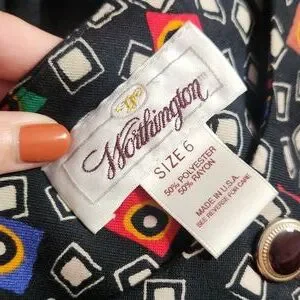 Worthington
SIZE 6
50% POLYESTER
50% RAYON
MADE IN U.S.A.
SEE REVERSE FOR CARE